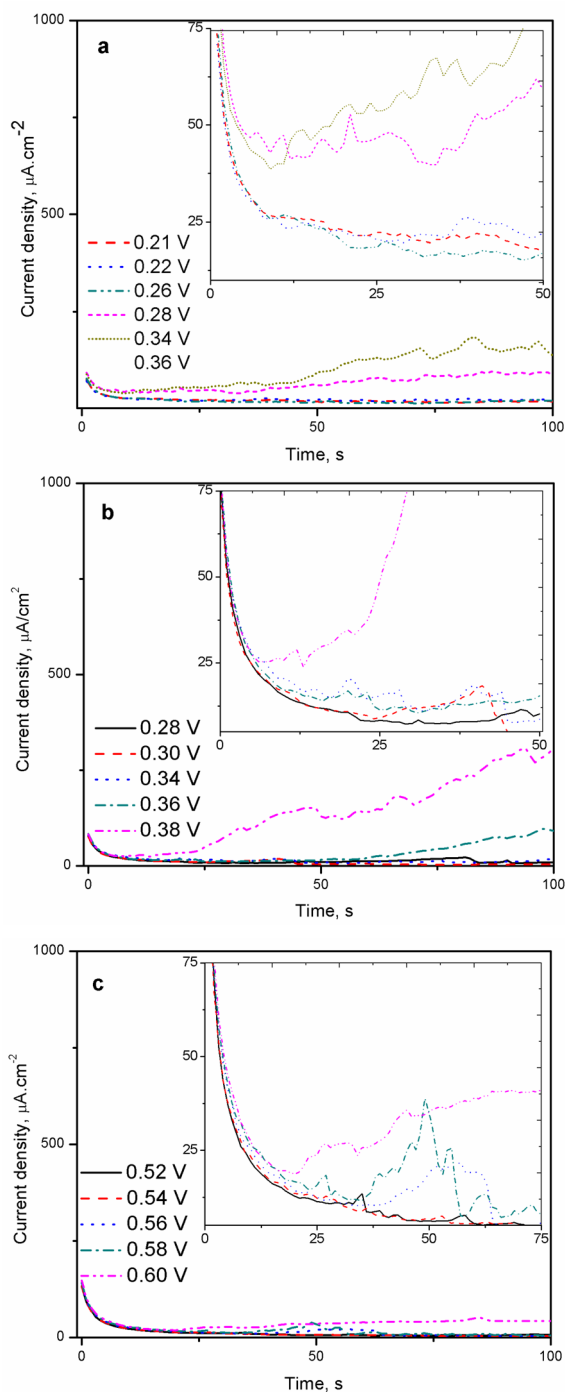 a
Current density, µA.cm-2
1000
500
0.21 V
0.22 V
0.26 V
0.28 V
0.34 V
0.36 V
75
50
25
0 25 50
0 50 100
Time, s
b
Current density, µA/cm2
1000
500
0
0.28 V
0.30 V
0.34 V
0.36 V
0.38 V
75
50
25
0 25 50
0 50 100
Time, s
c
Current density, µA.cm-2
1000
500
0
0.52 V
0.54 V
0.56 V
0.58 V
0.60 V
75
50
25
0 25 50 75
0 50 100
Time, s